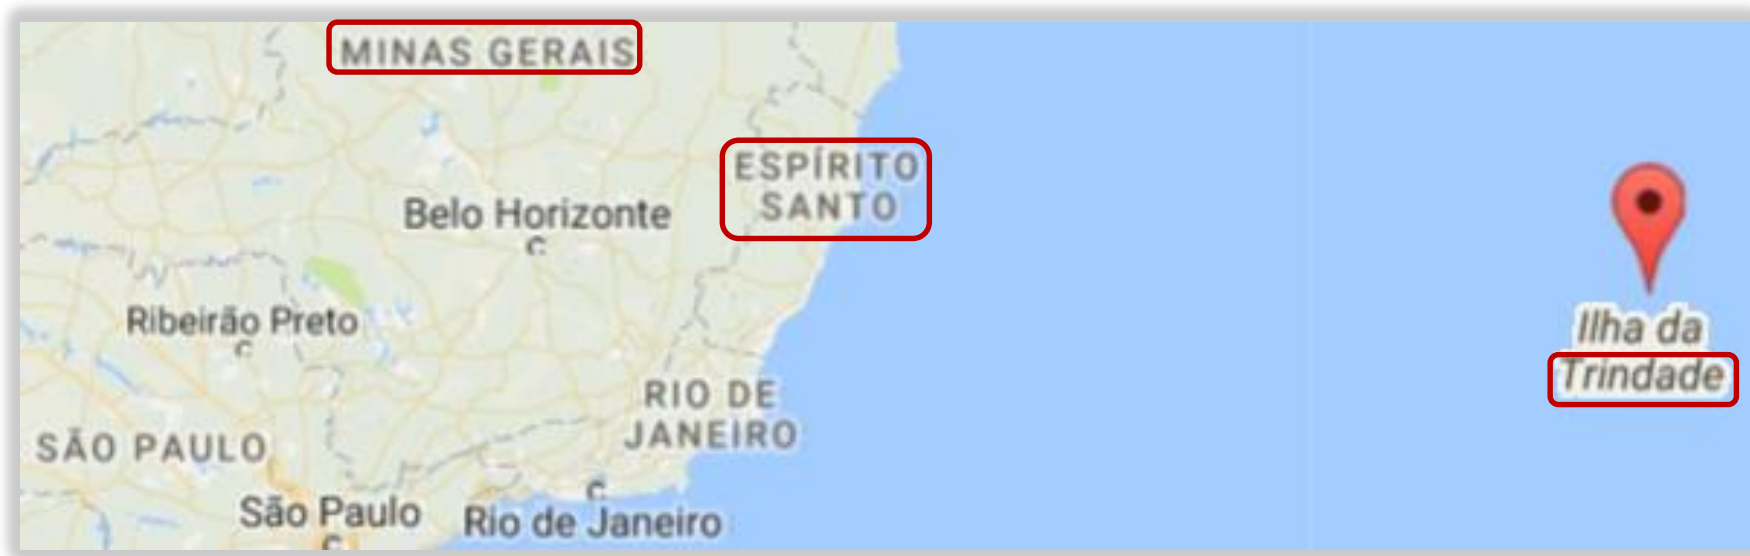 MINAS GERAIS
ESPÍRITO
SANTO
Belo Horizonte
Ribeirão Preto
Ilha da
Trindade
RIO DE
JANEIRO
SÃO PAULO
São Paulo
Rio de Janeiro